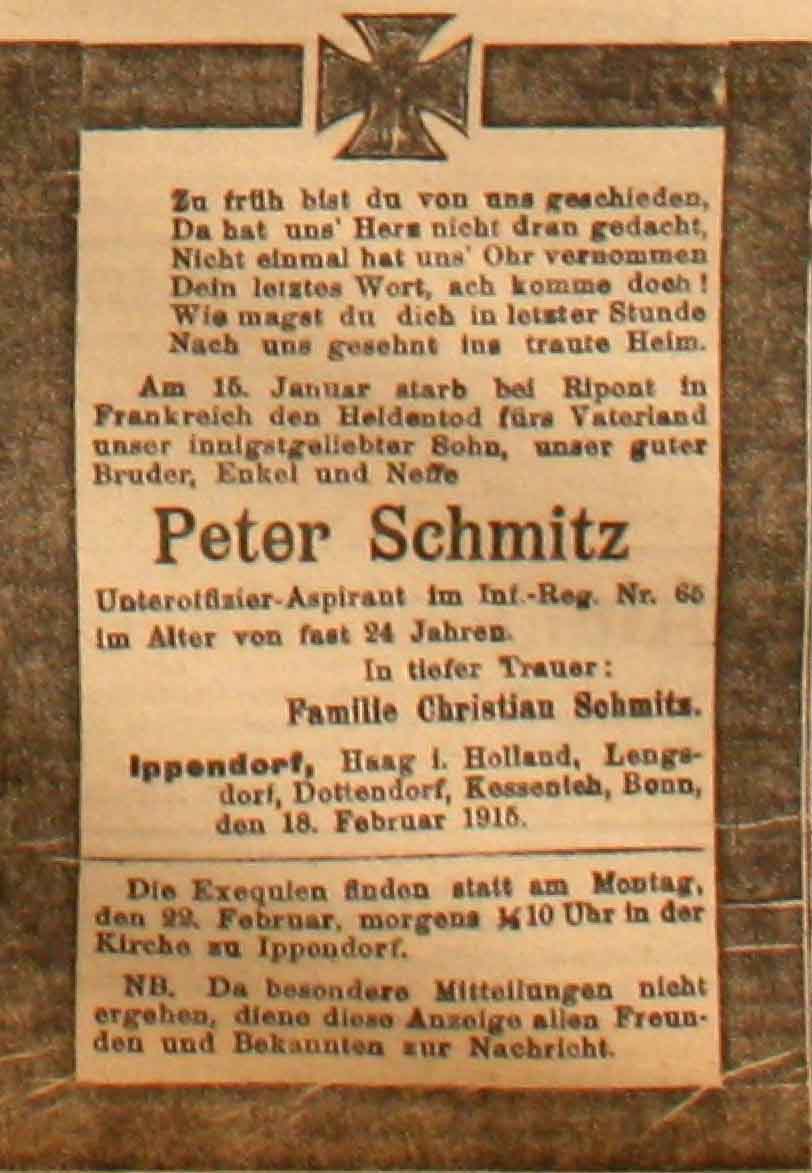 Zu früh bist du von uns geschieden,
Da hat uns' Herz nicht dran gedacht,
Nicht einmal hat uns' Ohr vernommen
Dein letztes Wort, ach komme doch!
Wie magst du dich in letzter Stunde
Nach uns gesehnt ins traute Heim.
Am 15. Januar starb bei Ripont in
Frankreich den Heldentod fürs Vaterland
unser innigstgeliebter Sohn, unser guter
Bruder, Enkel und Neffe
Peter Schmitz
Unteroffizier-Aspirant im Inf.-Reg. Nr. 65
im Alter von fast 24 Jahren.
In tiefer Trauer:
Familie Christian Schmitz.
Ippendorf, Haag i. Holland, Lengs-
dorf, Dottendorf, Kessenich, Bonn,
den 18. Februar 1915.
Die Exequien finden statt am Montag,
den 22. Februar, morgens ½10 Uhr in der
Kirche zu Ippendorf.
NB. Da besondere Mitteilungen nicht
ergehen, diene diese Anzeige allen Freun-
den und Bekannten zur Nachricht.